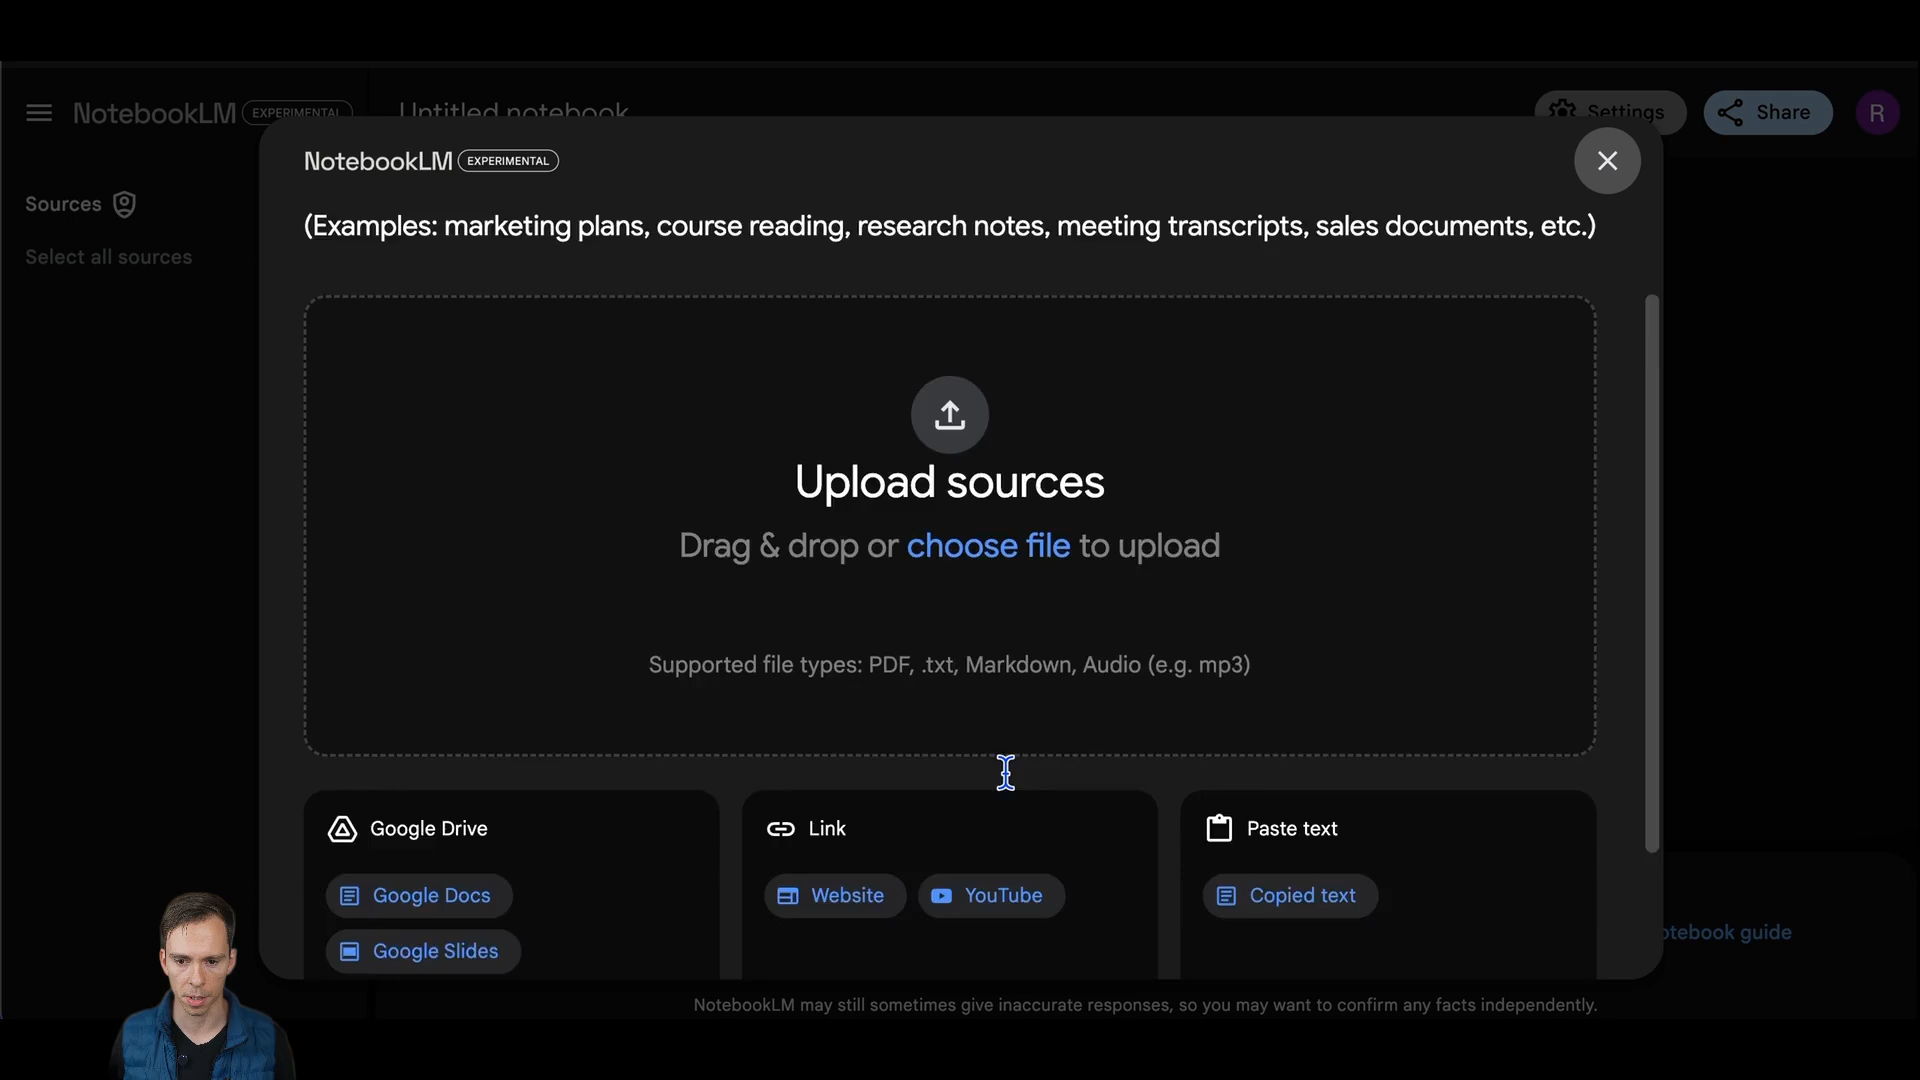 NotebookLM EXPERIMENTAL
Untitled notebook
Settings
Share
R
NotebookLM EXPERIMENTAL
(Examples: marketing plans, course reading, research notes, meeting transcripts, sales documents, etc.)
Sources
Select all sources
Upload sources
Drag & drop or choose file to upload
Supported file types: PDF, .txt, Markdown, Audio (e.g. mp3)
Google Drive
Google Docs
Google Slides
Link
Website
YouTube
Paste text
Copied text
otebook guide
NotebookLM may still sometimes give inaccurate responses, so you may want to confirm any facts independently.